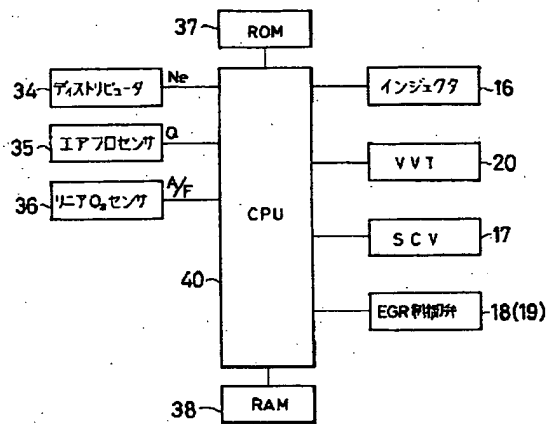 37
ROM
34
ディストリビュータ
Ne
インジェクタ
16
35
エアフロセンサ
Q
VVT
20
36
リニアO₂センサ
A/F
CPU
SCV
17
40
EGR制御弁
18(19)
38
RAM